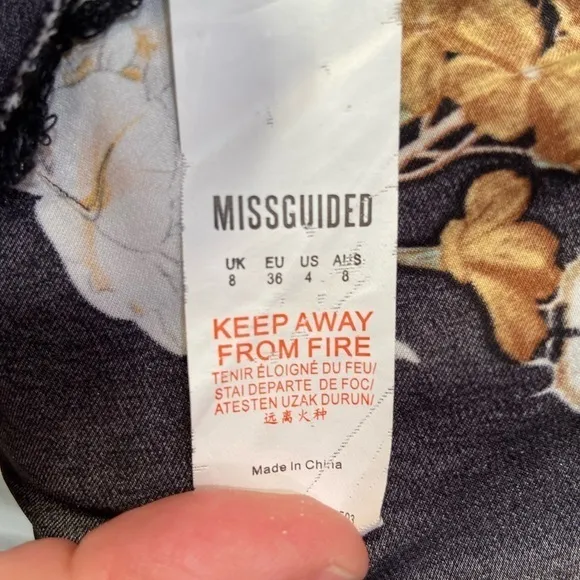 MISSGUIDED
UK EU US AUS
8 36 4 8
KEEP AWAY
FROM FIRE
TENIR ÉLOIGNÉ DU FEU/
STAI DEPARTE DE FOC/
ATESTEN UZAK DURUN/
远离火种
Made In China